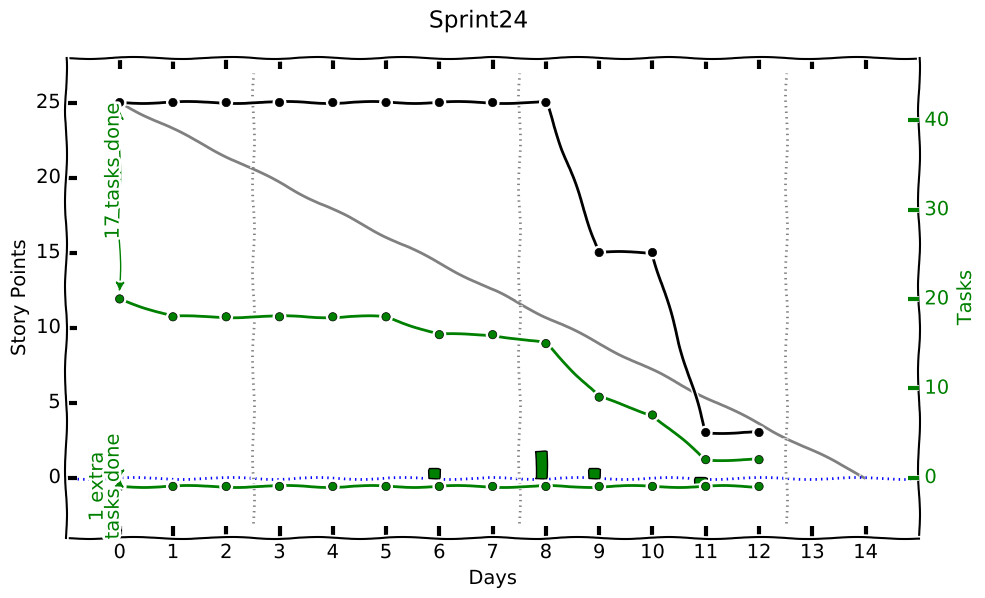 Sprint24
25
20
15
10
5
0
Story Points
17_tasks_done
1 extra
tasks_done
40
30
20
10
0
Tasks
0 1 2 3 4 5 6 7 8 9 10 11 12 13 14
Days